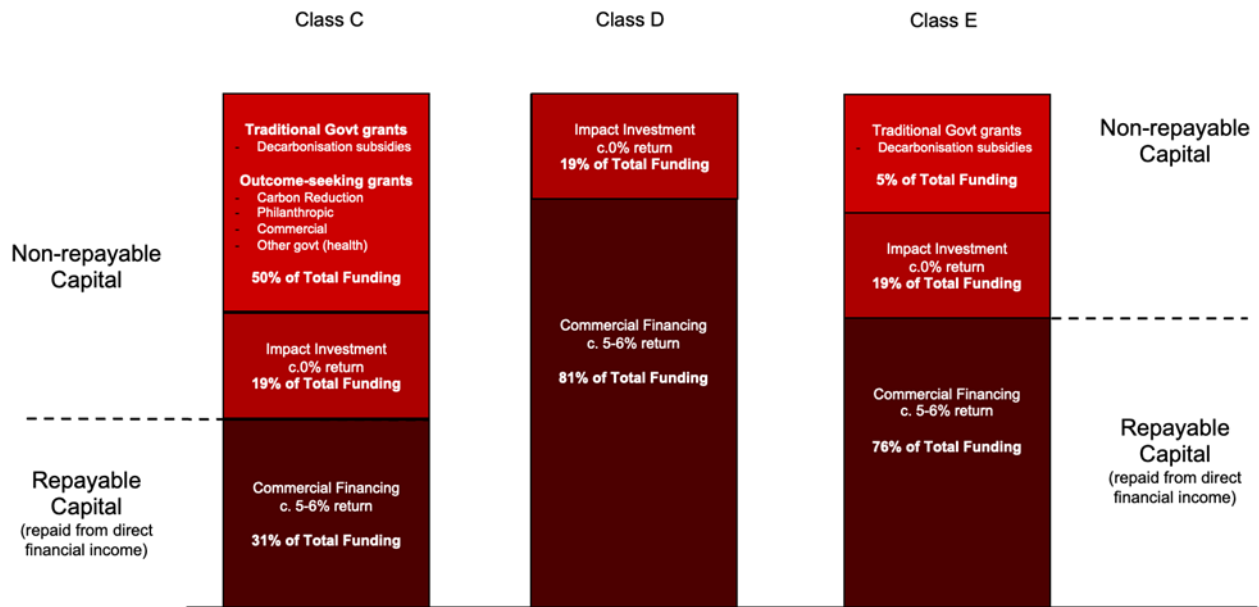 Class C
Class D
Class E
Non-repayable
Capital
Repayable
Capital
(repaid from direct
financial income)
Traditional Govt grants
- Decarbonisation subsidies
Outcome-seeking grants
- Carbon Reduction
- Philanthropic
- Commercial
- Other govt (health)
50% of Total Funding
Impact Investment
c.0% return
19% of Total Funding
Commercial Financing
c. 5-6% return
31% of Total Funding
Impact Investment
c.0% return
19% of Total Funding
Commercial Financing
c. 5-6% return
81% of Total Funding
Traditional Govt grants
- Decarbonisation subsidies
5% of Total Funding
Impact Investment
c.0% return
19% of Total Funding
Commercial Financing
c. 5-6% return
76% of Total Funding
Non-repayable
Capital
Repayable
Capital
(repaid from direct
financial income)